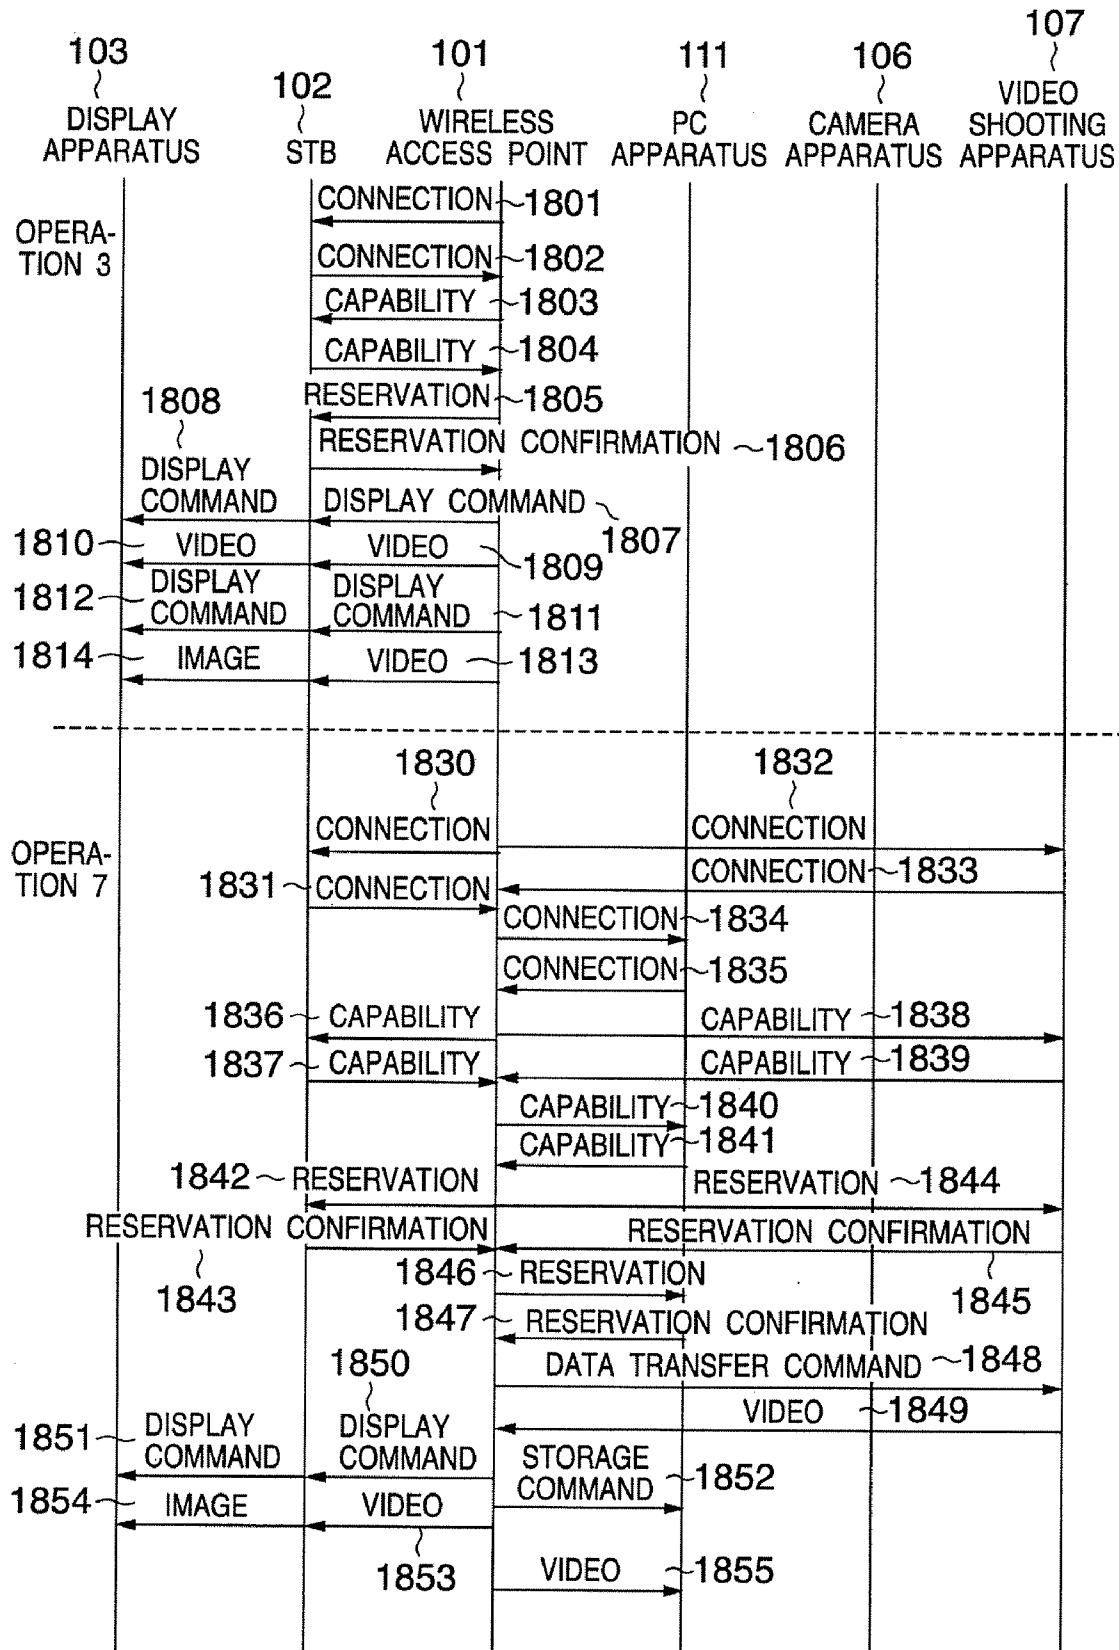 107
103
101
111
106
102
VIDEO
DISPLAY
WIRELESS
PC
CAMERA
SHOOTING
APPARATUS
STB
ACCESS POINT
APPARATUS
APPARATUS
APPARATUS
CONNECTION
1801
OPERA-
TION 3
CONNECTION
1802
CAPABILITY
1803
CAPABILITY
1804
1808
RESERVATION
1805
RESERVATION CONFIRMATION
1806
DISPLAY
COMMAND
DISPLAY COMMAND
1807
1810
VIDEO
VIDEO
1809
1812
DISPLAY
COMMAND
DISPLAY
COMMAND
1811
1814
IMAGE
VIDEO
1813
1830
1832
CONNECTION
CONNECTION
OPERA-
TION 7
CONNECTION
1833
1831
CONNECTION
CONNECTION
1834
CONNECTION
1835
1836
CAPABILITY
CAPABILITY
1838
1837
CAPABILITY
CAPABILITY
1839
CAPABILITY
1840
CAPABILITY
1841
1842
RESERVATION
RESERVATION
1844
RESERVATION CONFIRMATION
RESERVATION CONFIRMATION
1843
1846
RESERVATION
1845
1847
RESERVATION CONFIRMATION
DATA TRANSFER COMMAND
1848
1850
VIDEO
1849
1851
DISPLAY
COMMAND
DISPLAY
COMMAND
STORAGE
COMMAND
1852
1854
IMAGE
VIDEO
1853
VIDEO
1855